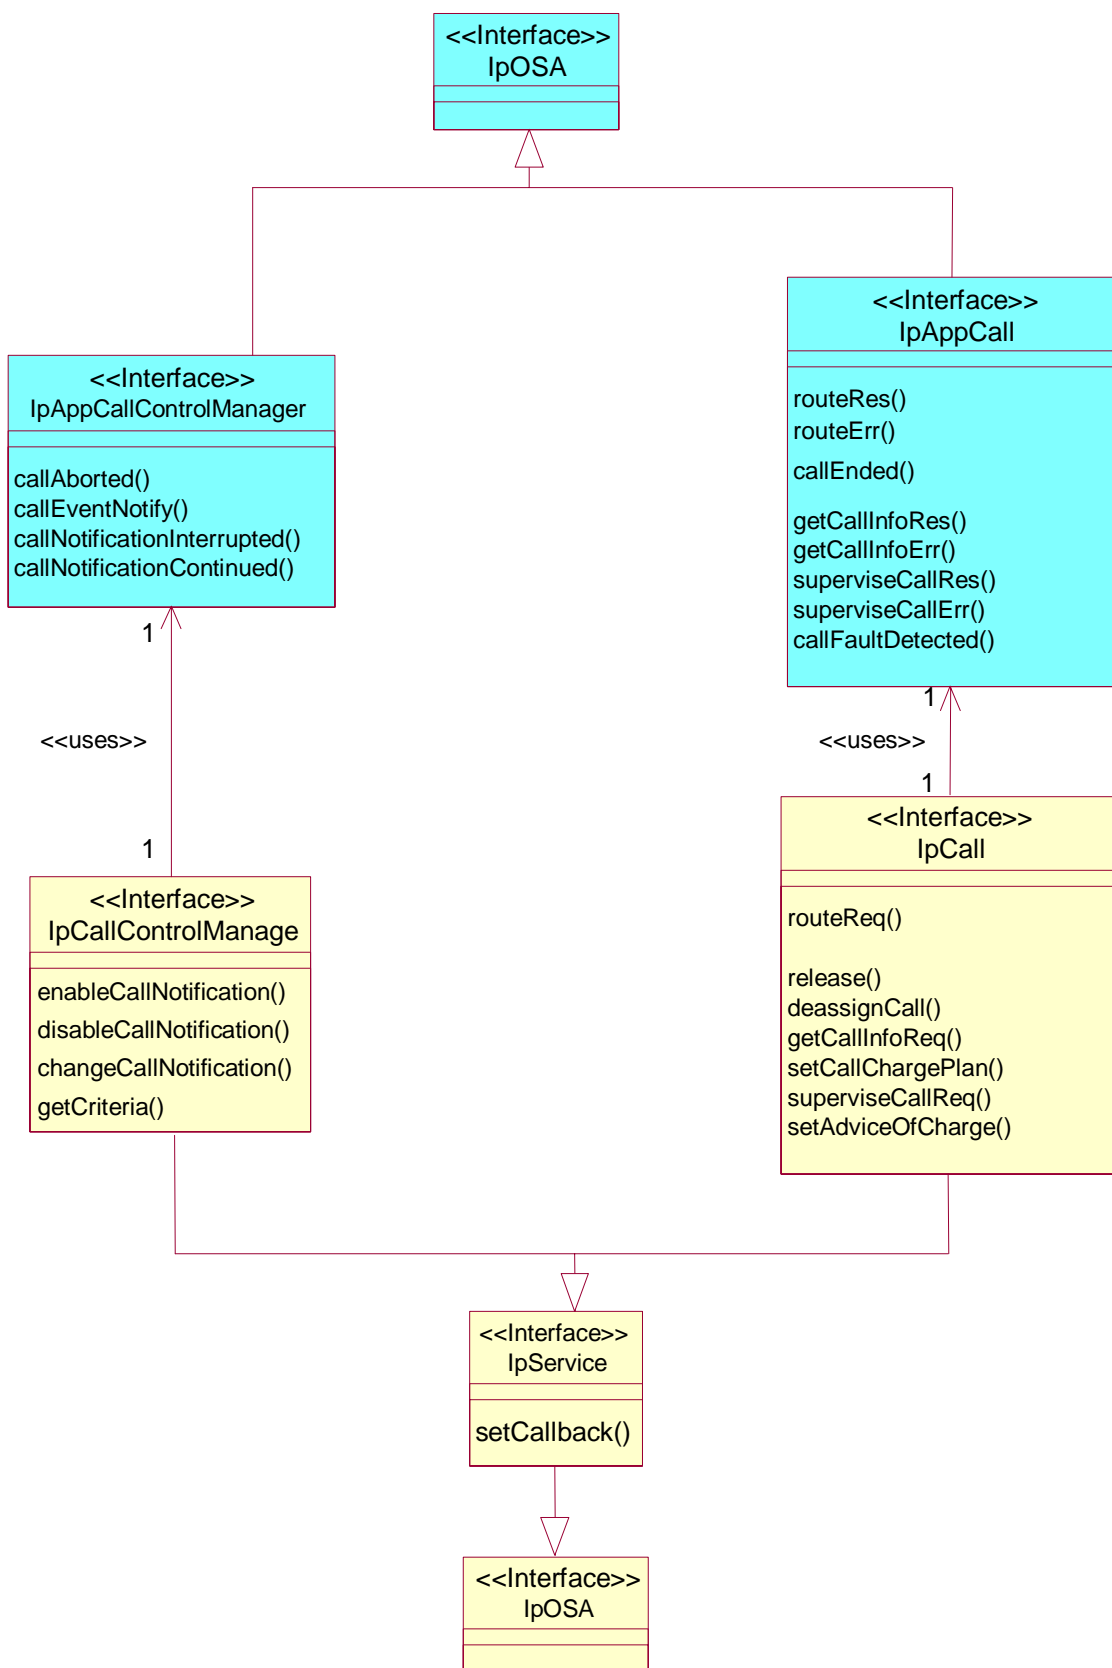 <<Interface>>
IpOSA
<<Interface>>
IpAppCall
routeRes()
routeErr()
callEnded()
getCallInfoRes()
getCallInfoErr()
superviseCallRes()
superviseCallErr()
callFaultDetected()
<<Interface>>
IpAppCallControlManager
callAborted()
callEventNotify()
callNotificationInterrupted()
callNotificationContinued()
1
1
<<uses>>
<<uses>>
1
1
<<Interface>>
IpCall
routeReq()
release()
deassignCall()
getCallInfoReq()
setCallChargePlan()
superviseCallReq()
setAdviceOfCharge()
<<Interface>>
IpCallControlManage
enableCallNotification()
disableCallNotification()
changeCallNotification()
getCriteria()
<<Interface>>
IpService
setCallback()
<<Interface>>
IpOSA